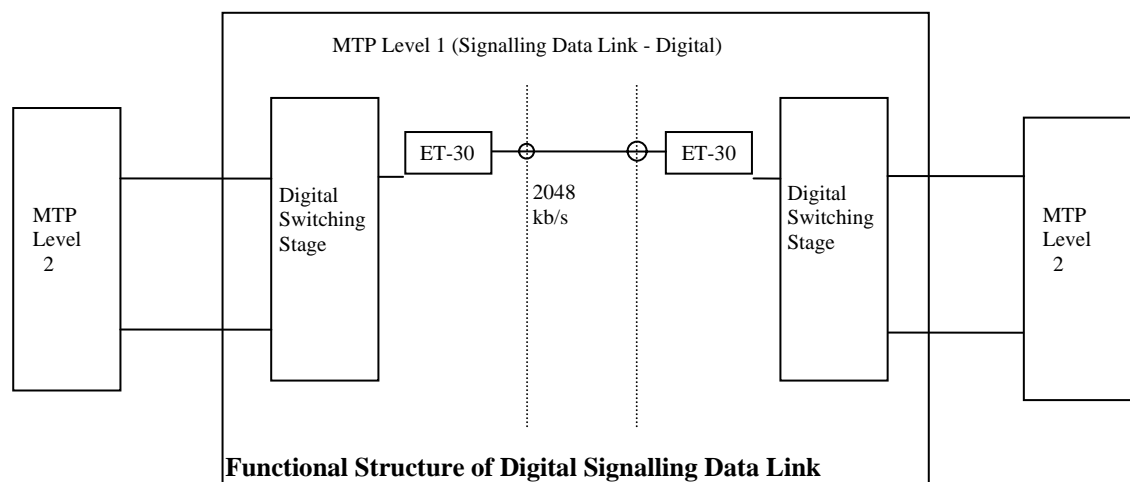 MTP Level 1 (Signalling Data Link - Digital)
MTP
Level
2
Digital
Switching
Stage
ET-30
2048
kb/s
ET-30
Digital
Switching
Stage
MTP
Level
2
Functional Structure of Digital Signalling Data Link